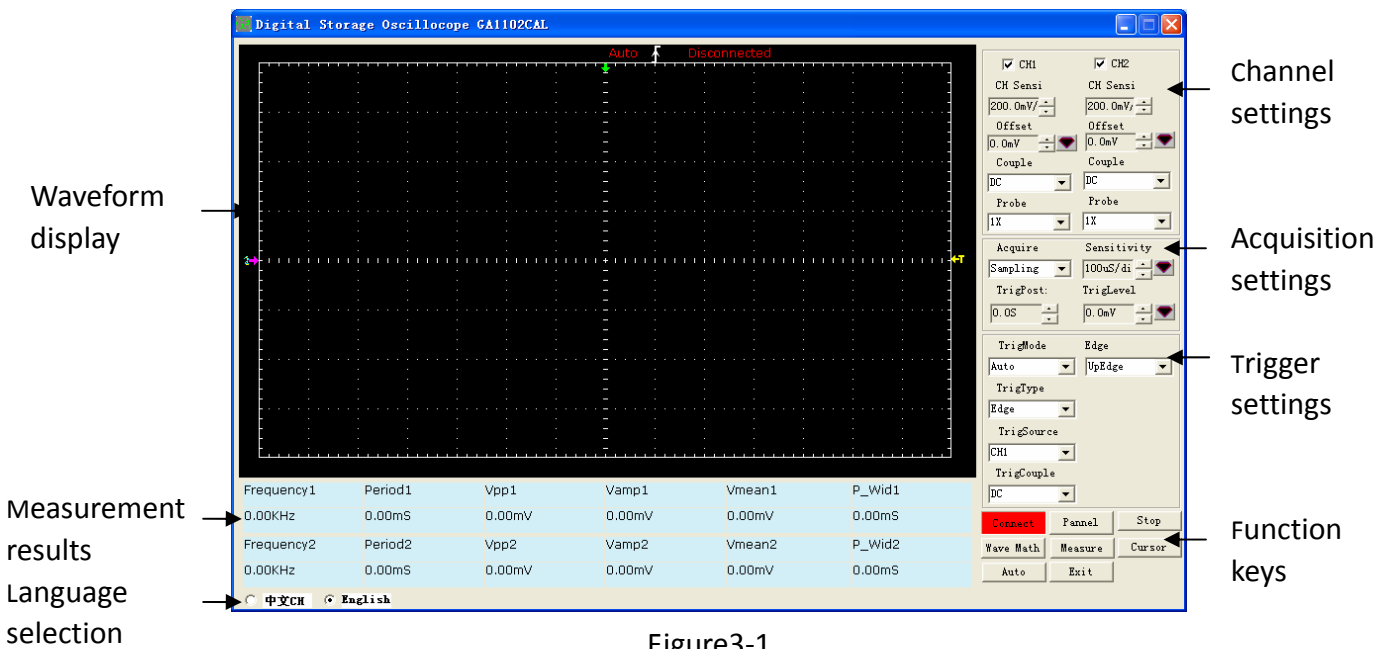 Digital Storage Oscillocope GA1102CAL
Auto Disconnected
CH1 CH2
CH Sensi CH Sensi
200.0mV/ 200.0mV/
Offset Offset
0.0mV 0.0mV
Couple Couple
DC DC
Probe Probe
1X 1X
Channel
settings
Waveform
display
Acquire Sensitivity
Sampling 100uS/di
TrigPost: TrigLevel
0.0S 0.0mV
T
Acquisition
settings
TrigMode Edge
Auto UpEdge
TrigType
Edge
TrigSource
CH1
TrigCouple
DC
Trigger
settings
Frequency1 Period1 Vpp1 Vamp1 Vmean1 P_Wid1
0.00KHz 0.00mS 0.00mV 0.00mV 0.00mV 0.00mS
Frequency2 Period2 Vpp2 Vamp2 Vmean2 P_Wid2
0.00KHz 0.00mS 0.00mV 0.00mV 0.00mV 0.00mS
Measurement
results
Connect Pannel Stop
Wave Math Measure Cursor
Auto Exit
Function
keys
Language
selection
中文CH English
Figure3-1